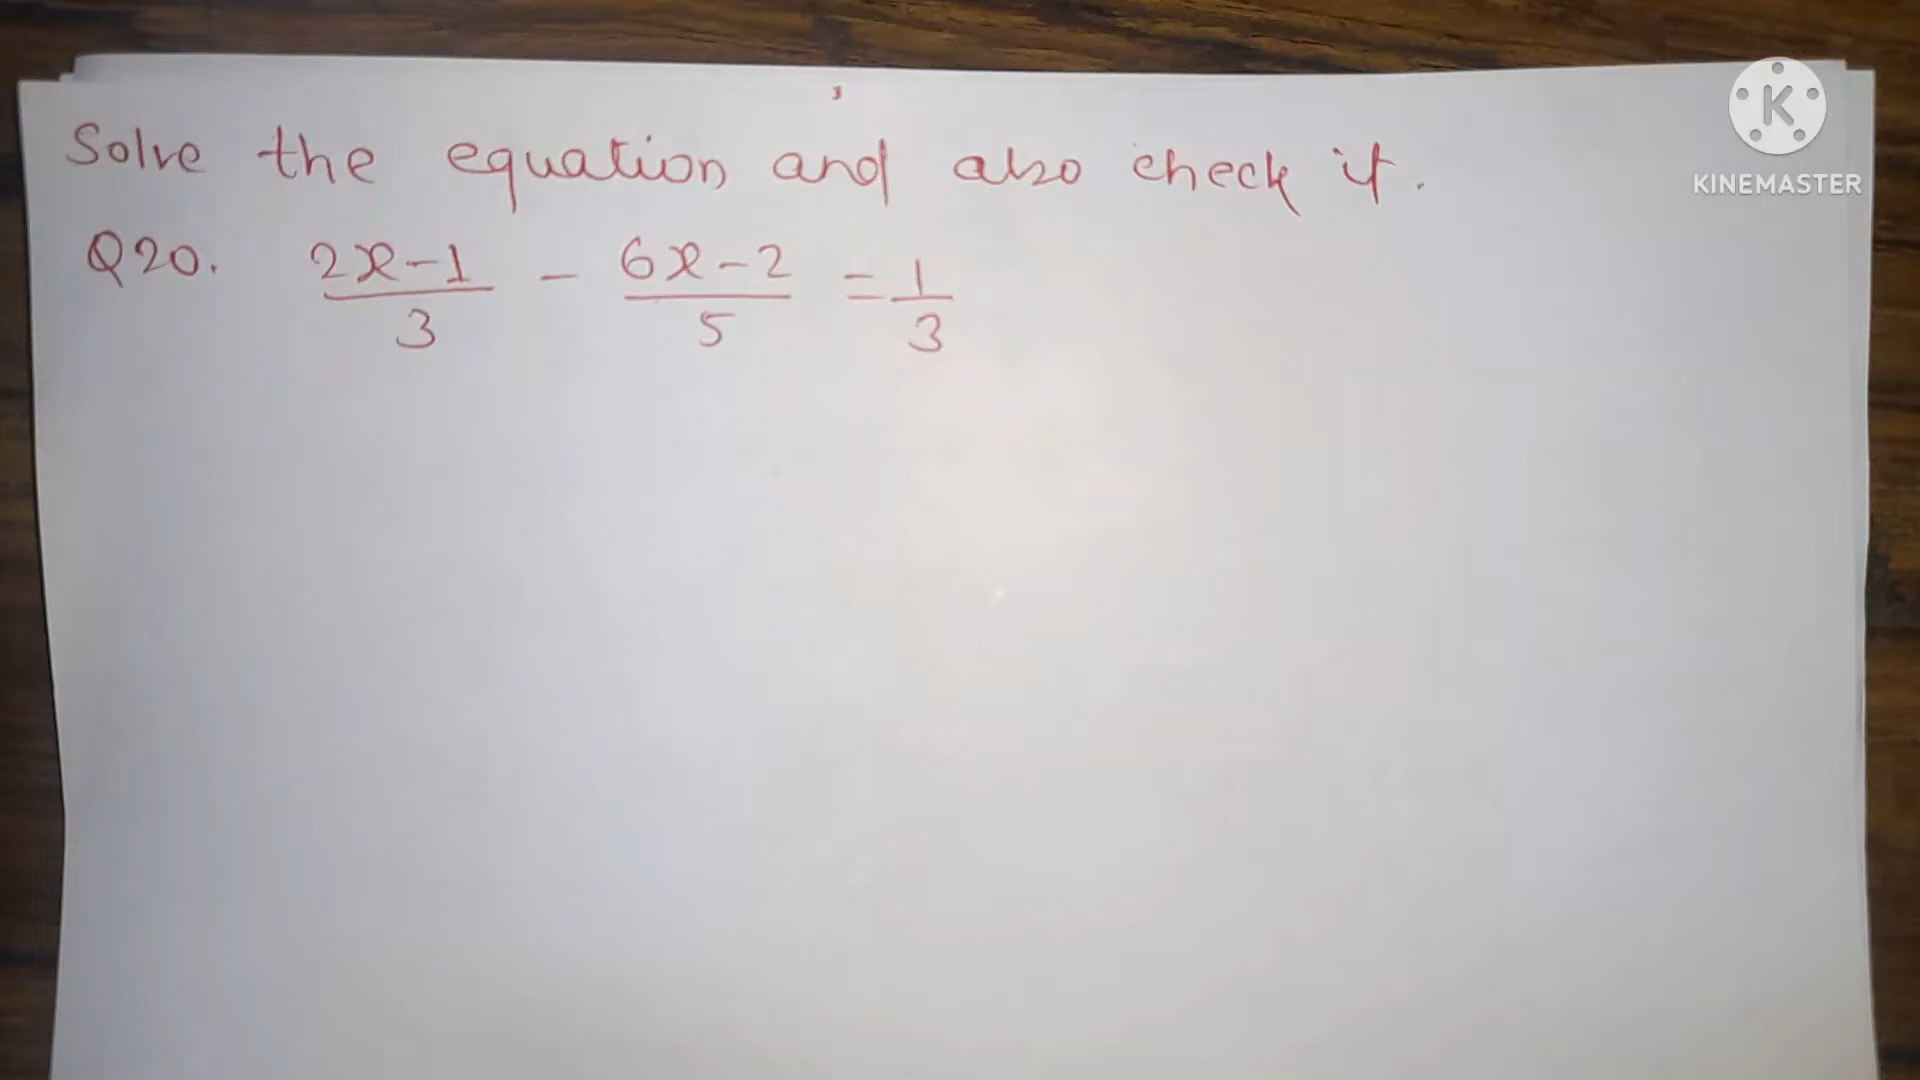 Solve the equation and also check it.
Q20. 2x-1/3 - 6x-2/5 = 1/3
K
KINEMASTER